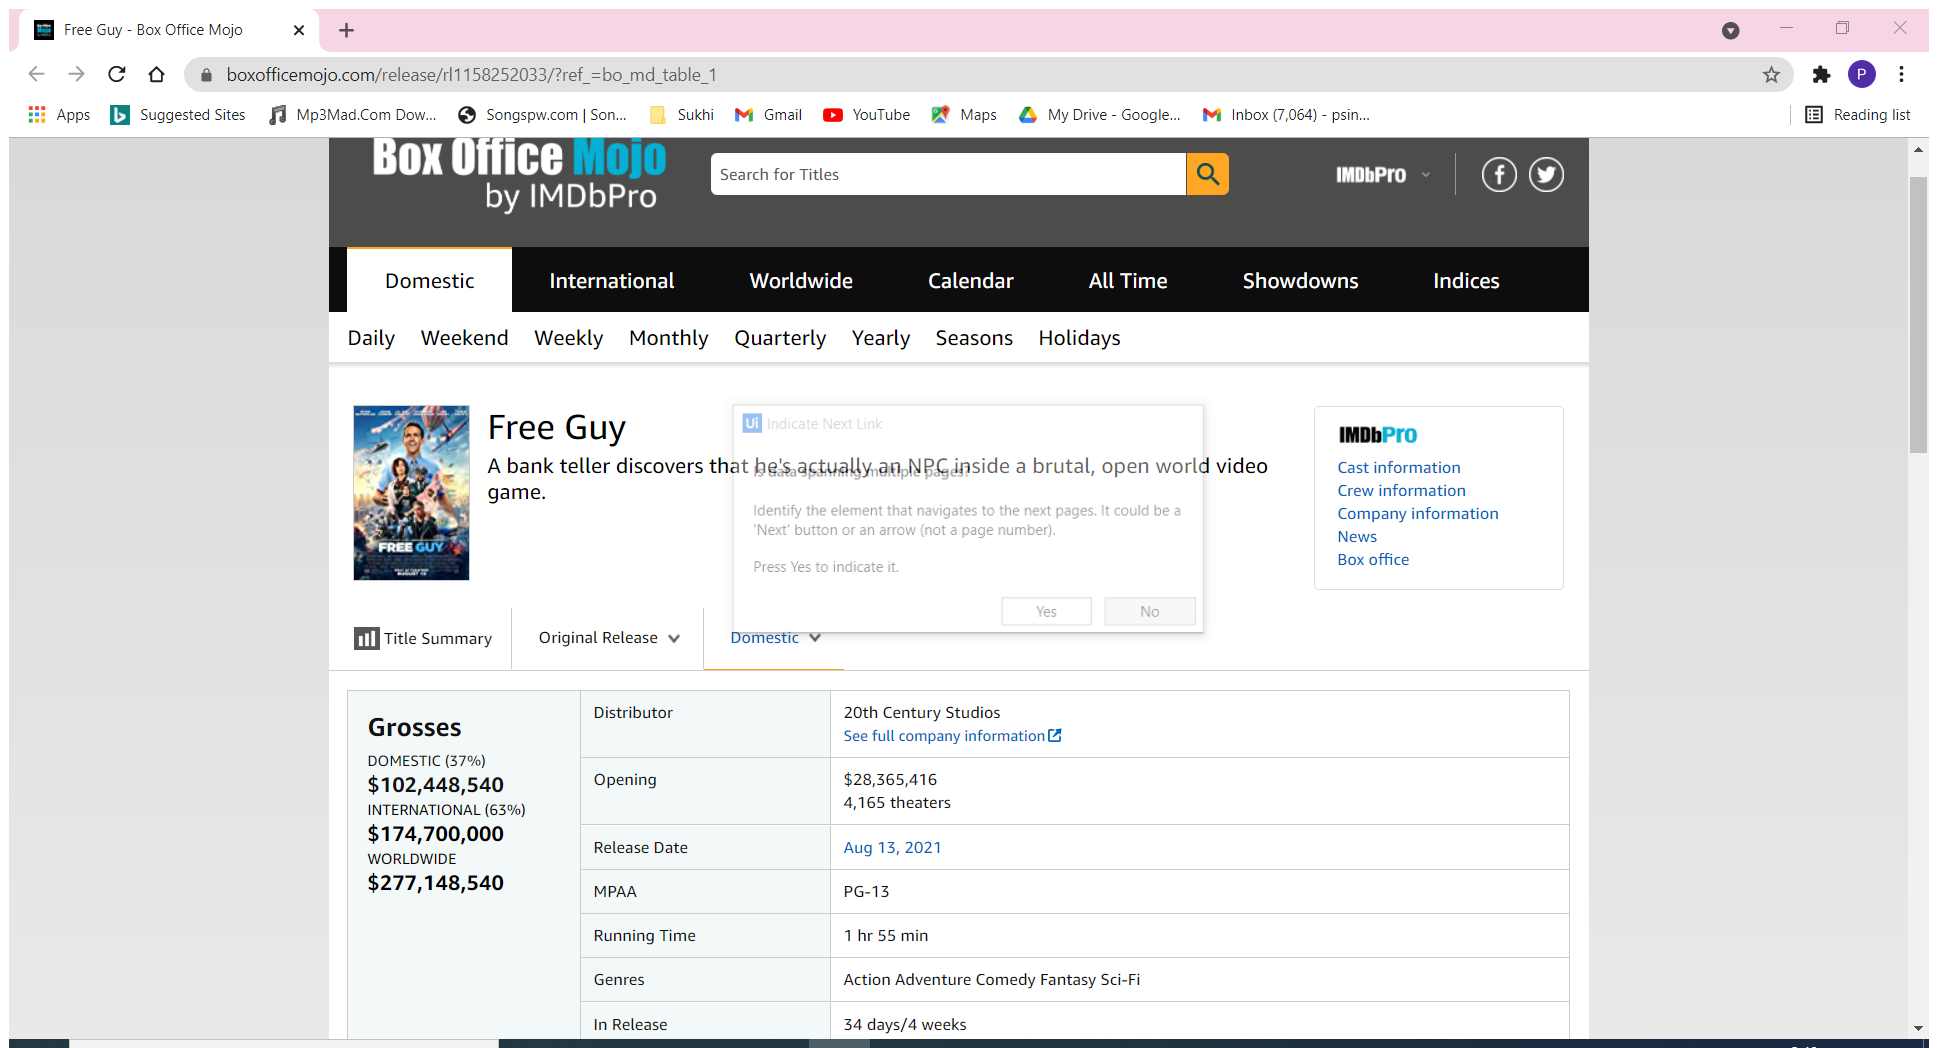 Free Guy - Box Office Mojo
boxofficemojo.com/release/rl1158252033/?ref_=bo_md_table_1
P
Apps
Suggested Sites
Mp3Mad.Com Dow...
Songspw.com | Son...
Sukhi
Gmail
YouTube
Maps
My Drive - Google...
Inbox (7,064) - psin...
Reading list
Box Office Mojo
by IMDbPro
Search for Titles
IMDbPro
Domestic
International
Worldwide
Calendar
All Time
Showdowns
Indices
Daily
Weekend
Weekly
Monthly
Quarterly
Yearly
Seasons
Holidays
FREE GUY
Free Guy
A bank teller discovers that he's actually an NPC inside a brutal, open world video
game.
Ui Indicate Next Link
Is data spanning multiple pages?
Identify the element that navigates to the next pages. It could be a
'Next' button or an arrow (not a page number).
Press Yes to indicate it.
Yes
No
IMDbPro
Cast information
Crew information
Company information
News
Box office
Title Summary
Original Release
Domestic
Grosses
DOMESTIC (37%)
$102,448,540
INTERNATIONAL (63%)
$174,700,000
WORLDWIDE
$277,148,540
Distributor
20th Century Studios
See full company information
Opening
$28,365,416
4,165 theaters
Release Date
Aug 13, 2021
MPAA
PG-13
Running Time
1 hr 55 min
Genres
Action Adventure Comedy Fantasy Sci-Fi
In Release
34 days/4 weeks